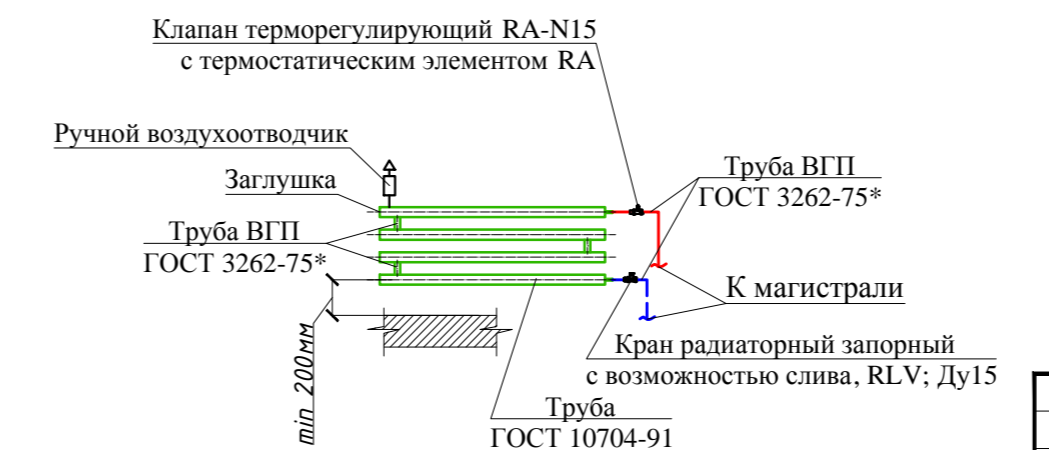 Клапан терморегулирующий RA-N15
с термостатическим элементом RA
Ручной воздухоотводчик
Заглушка
Труба ВГП
ГОСТ 3262-75*
Труба ВГП
ГОСТ 3262-75*
К магистрали
Кран радиаторный запорный
с возможностью слива, RLV; Ду15
Труба
ГОСТ 10704-91
min 200мм